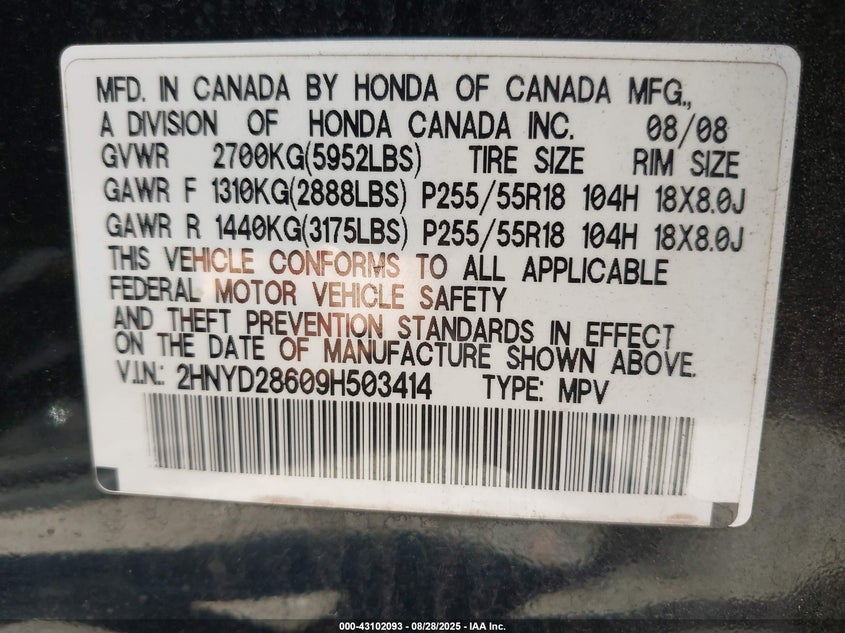 MFD. IN CANADA BY HONDA OF CANADA MFG.,
A DIVISION OF HONDA CANADA INC. 08/08
GVWR 2700KG(5952LBS) TIRE SIZE RIM SIZE
GAWR F 1310KG(2888LBS) P255/55R18 104H 18X8.0J
GAWR R 1440KG(3175LBS) P255/55R18 104H 18X8.0J
THIS VEHICLE CONFORMS TO ALL APPLICABLE
FEDERAL MOTOR VEHICLE SAFETY
AND THEFT PREVENTION STANDARDS IN EFFECT
ON THE DATE OF MANUFACTURE SHOWN ABOVE.
V.I.N.: 2HNYD28609H503414 TYPE: MPV
000-43102093 - 08/28/2025 - IAA Inc.